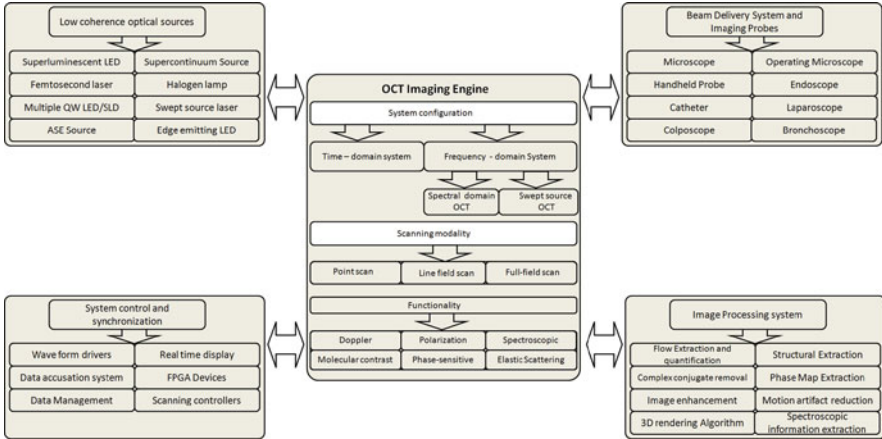 Low coherence optical sources
Superluminescent LED
Supercontinuum Source
Femtosecond laser
Halogen lamp
Multiple QW LED/SLD
Swept source laser
ASE Source
Edge emitting LED
Beam Delivery System and
Imaging Probes
Microscope
Operating Microscope
Handheld Probe
Endoscope
Catheter
Laparoscope
Colposcope
Bronchoscope
OCT Imaging Engine
System configuration
Time – domain system
Frequency - domain System
Spectral domain
OCT
Swept source
OCT
Scanning modality
Point scan
Line field scan
Full-field scan
Functionality
Doppler
Polarization
Spectroscopic
Molecular contrast
Phase-sensitive
Elastic Scattering
System control and
synchronization
Wave form drivers
Real time display
Data accusation system
FPGA Devices
Data Management
Scanning controllers
Image Processing system
Flow Extraction and
quantification
Structural Extraction
Complex conjugate removal
Phase Map Extraction
Image enhancement
Motion artifact reduction
3D rendering Algorithm
Spectroscopic
information extraction